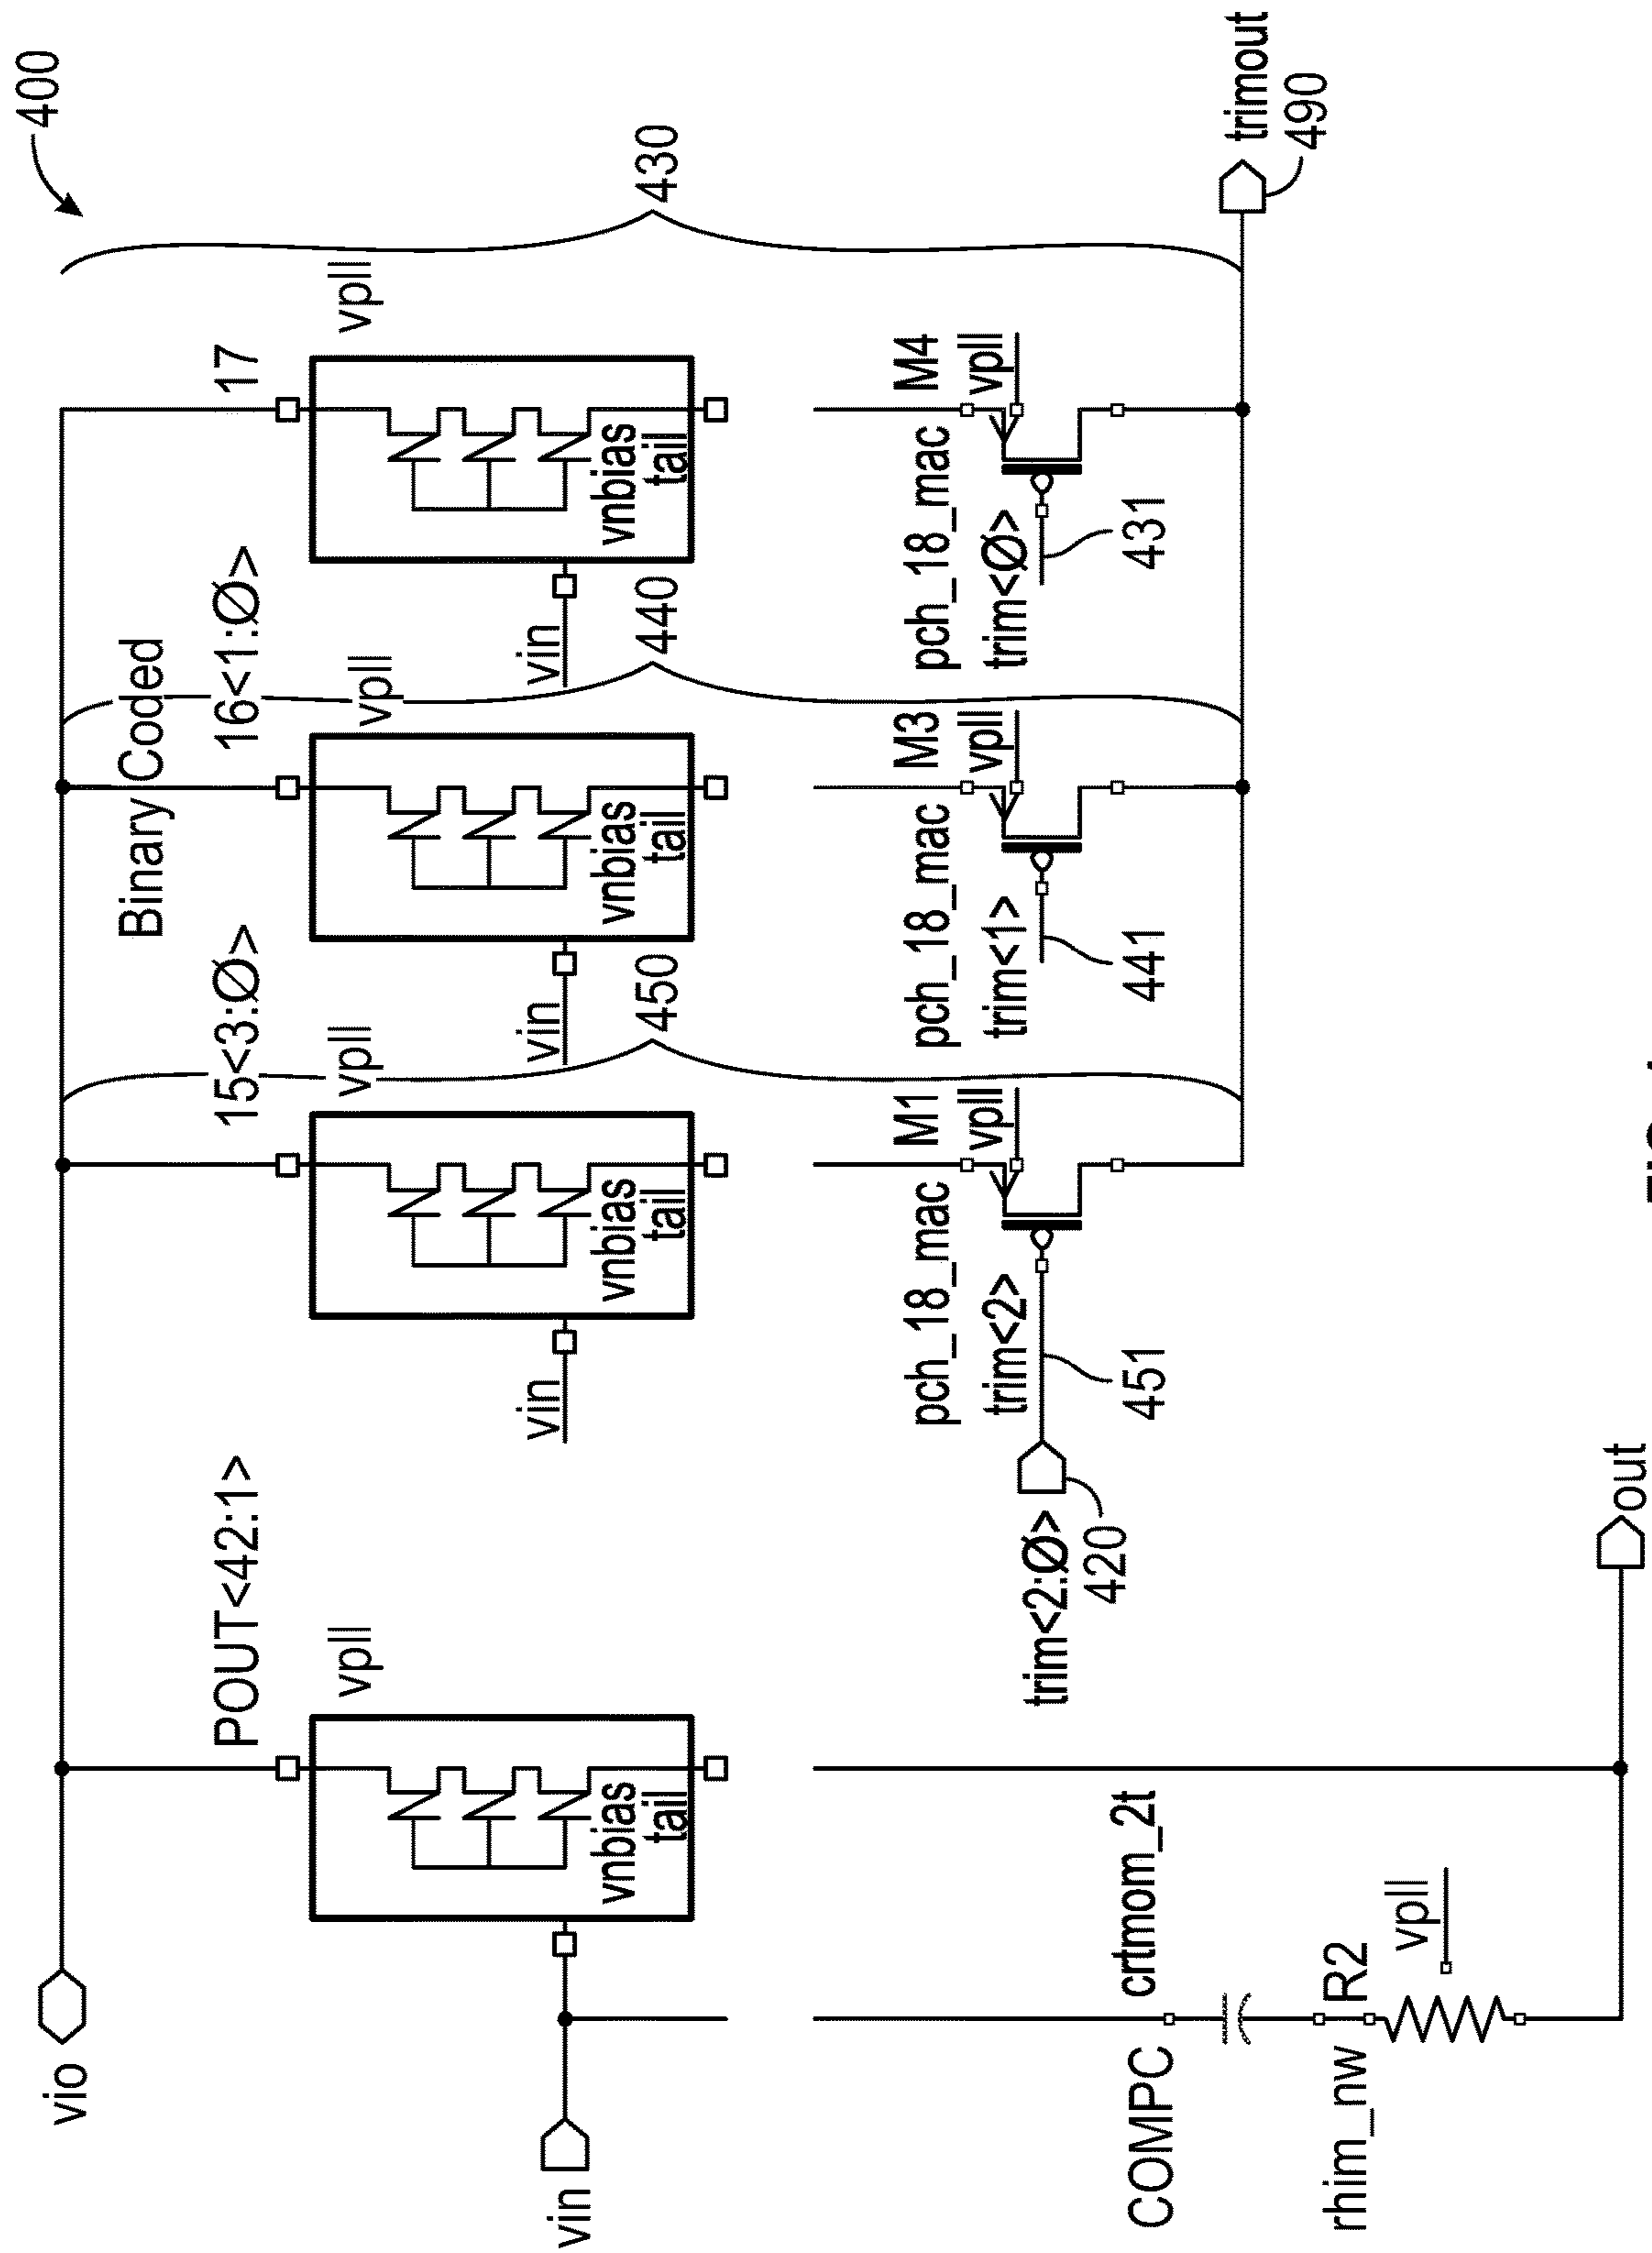 400
vio
vin
POUT<42:1>
vpll
vnbias
tail
15<3:Ø>
vpll
vin
vnbias
tail
450
Binary Coded
16<1:Ø>
vpll
vin
vnbias
tail
440
17
vpll
vin
vnbias
tail
430
pch_18_mac
M1
vpll
trim<2>
451
trim<2:Ø>
420
pch_18_mac
M3
vpll
trim<1>
441
pch_18_mac
M4
vpll
trim<Ø>
431
trimout
490
COMPC
crtmom_2t
rhim_nw
R2
vpll
out